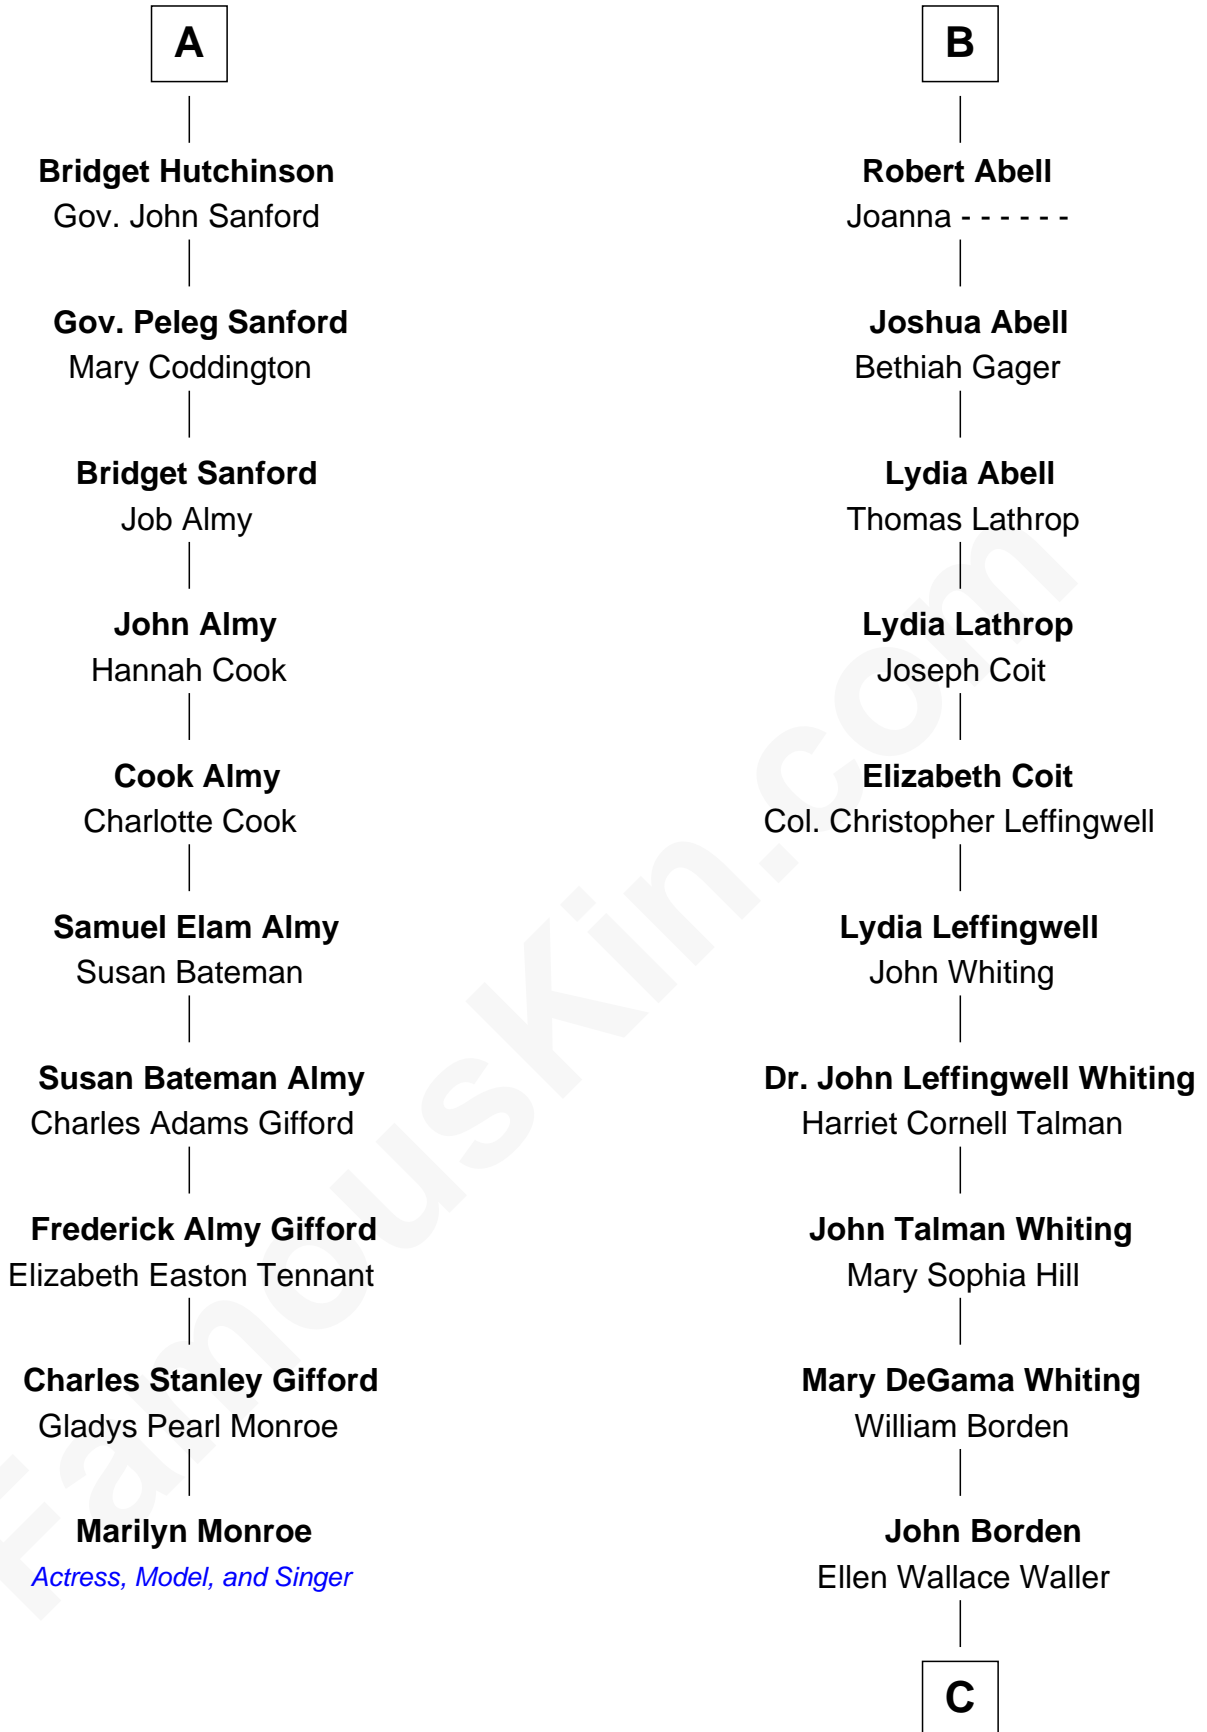 A
Bridget Hutchinson
Gov. John Sanford
Gov. Peleg Sanford
Mary Coddington
Bridget Sanford
Job Almy
John Almy
Hannah Cook
Cook Almy
Charlotte Cook
Samuel Elam Almy
Susan Bateman
Susan Bateman Almy
Charles Adams Gifford
Frederick Almy Gifford
Elizabeth Easton Tennant
Charles Stanley Gifford
Gladys Pearl Monroe
Marilyn Monroe
Actress, Model, and Singer
B
Robert Abell
Joanna - - - - - -
Joshua Abell
Bethiah Gager
Lydia Abell
Thomas Lathrop
Lydia Lathrop
Joseph Coit
Elizabeth Coit
Col. Christopher Leffingwell
Lydia Leffingwell
John Whiting
Dr. John Leffingwell Whiting
Harriet Cornell Talman
John Talman Whiting
Mary Sophia Hill
Mary DeGama Whiting
William Borden
John Borden
Ellen Wallace Waller
C
FamousKin.com